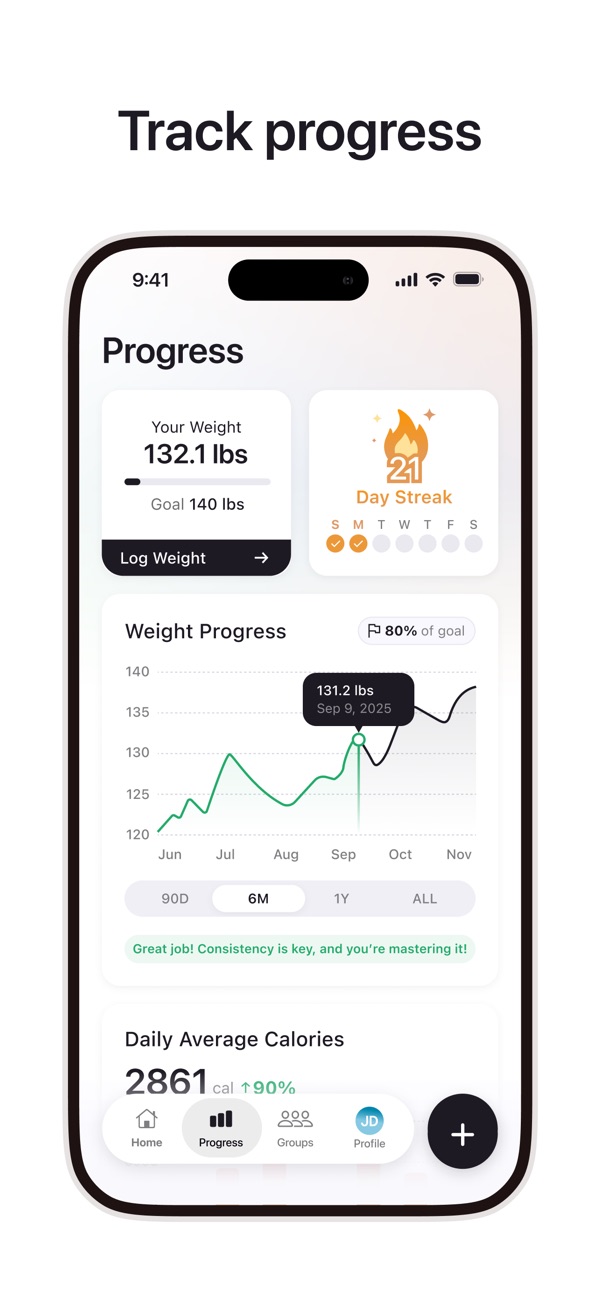 Track progress
9:41
Progress
Your Weight
132.1 lbs
Goal 140 lbs
Log Weight →
21
Day Streak
S M T W T F S
Weight Progress
80% of goal
140
135
130
125
120
131.2 lbs
Sep 9, 2025
Jun Jul Aug Sep Oct Nov
90D 6M 1Y ALL
Great job! Consistency is key, and you're mastering it!
Daily Average Calories
2861 cal ↑90%
Home
Progress
Groups
JD
Profile
+